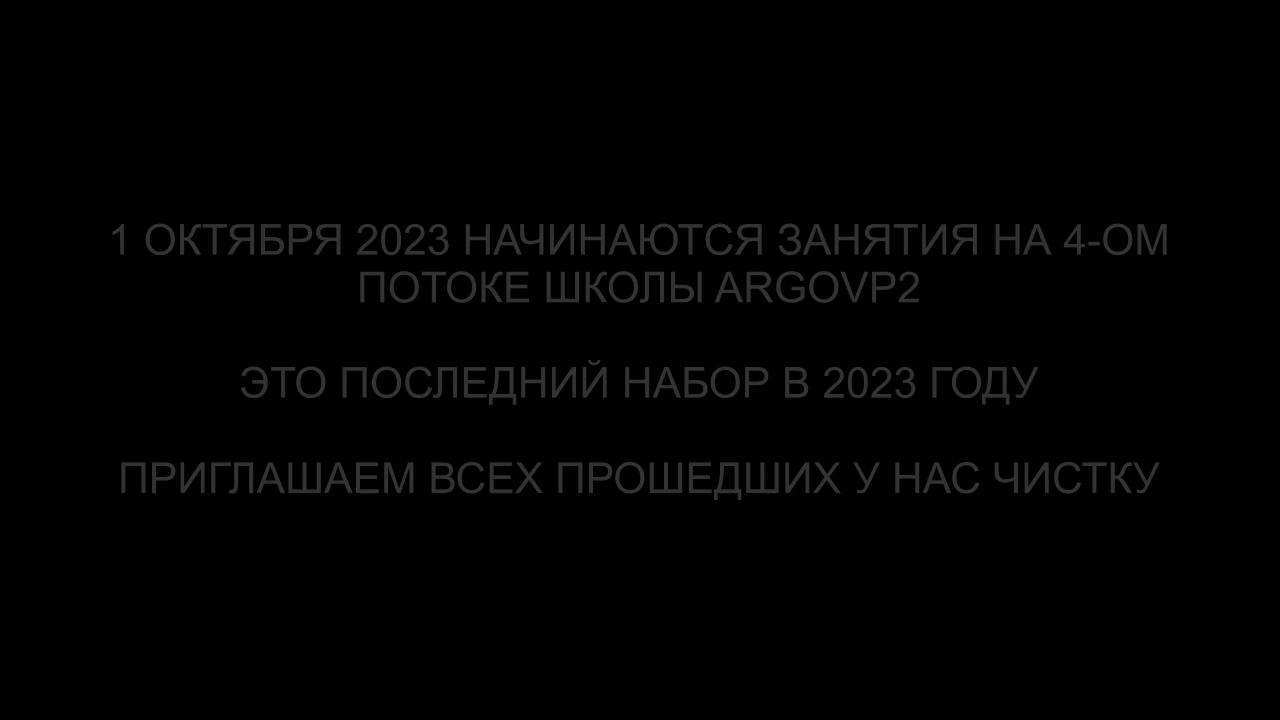 1 ОКТЯБРЯ 2023 НАЧИНАЮТСЯ ЗАНЯТИЯ НА 4-ОМ
ПОТОКЕ ШКОЛЫ ARGOVP2
ЭТО ПОСЛЕДНИЙ НАБОР В 2023 ГОДУ
ПРИГЛАШАЕМ ВСЕХ ПРОШЕДШИХ У НАС ЧИСТКУ